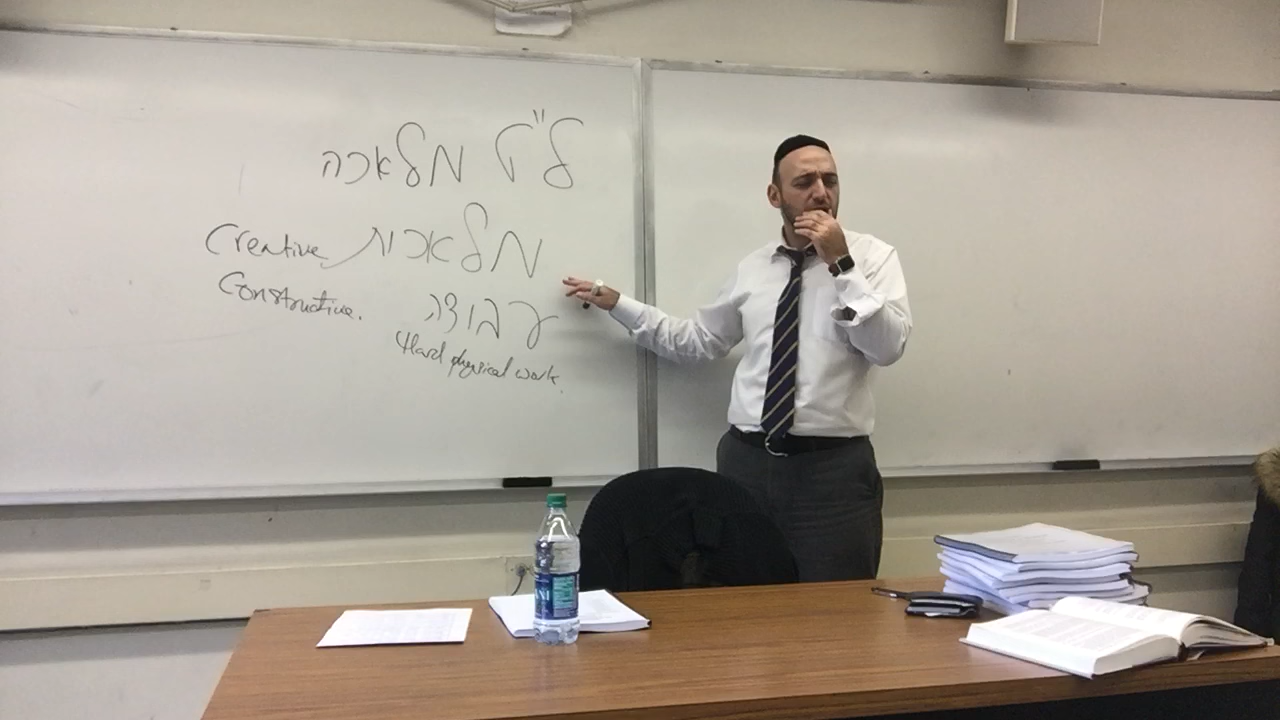 ל"ט מלאכה
מלאכות Creative,
Constructive.
עבודה
Hard physical work.